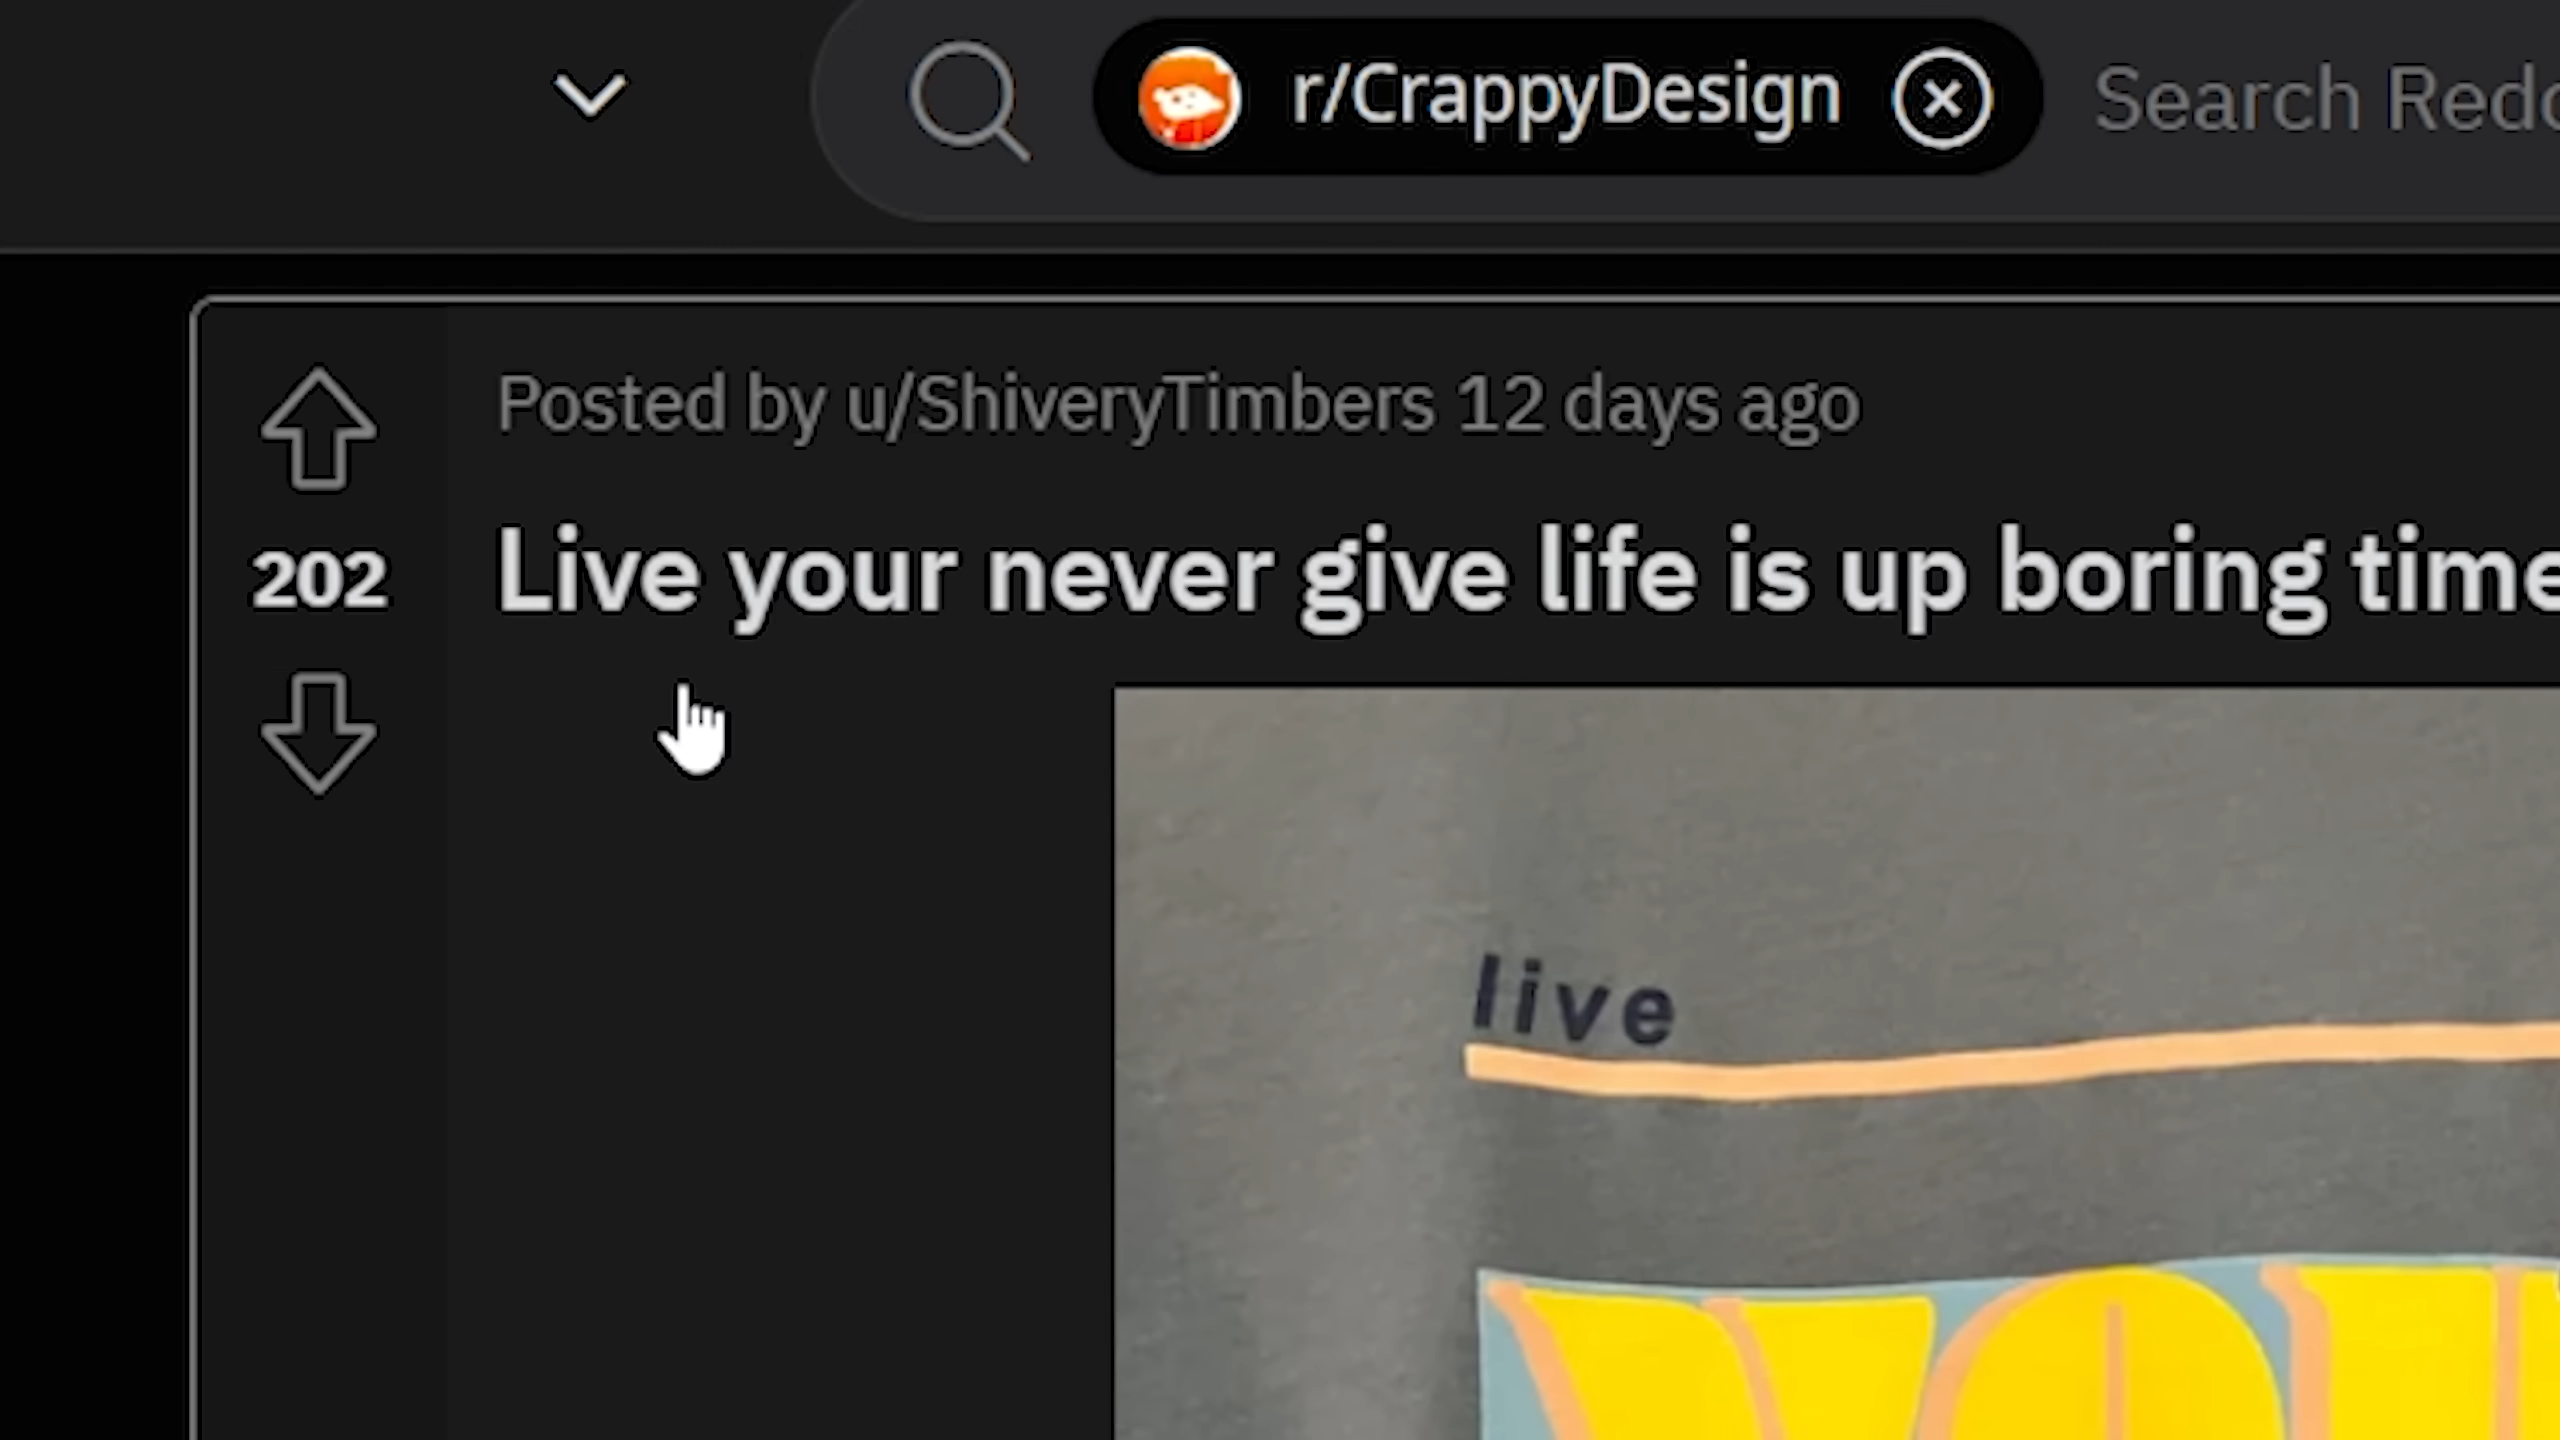 r/CrappyDesign Search
Posted by u/ShiveryTimbers 12 days ago
202
Live your never give life is up boring time
live